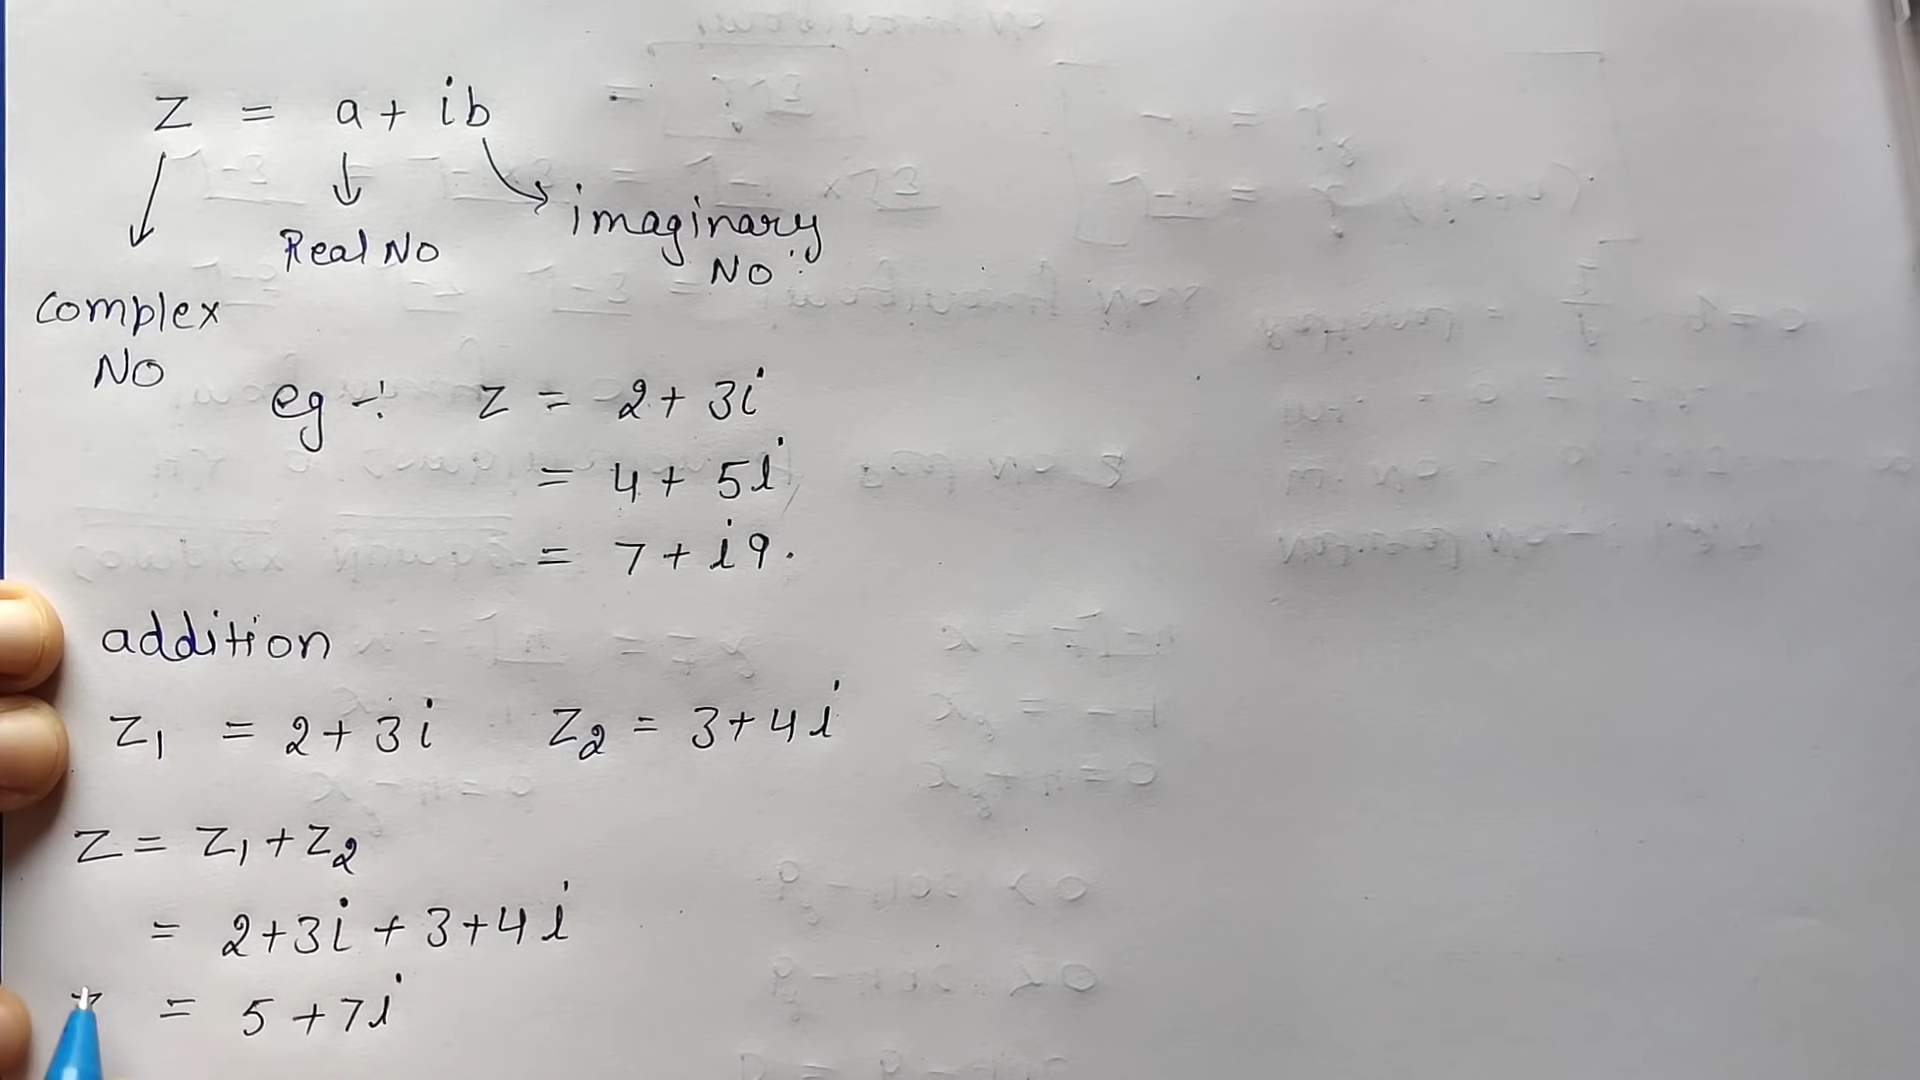 z = a + ib
Real No
imaginary
No
complex
No
eg ÷ z = 2 + 3i
= 4 + 5i
= 7 + i9.
addition
z₁ = 2 + 3i z₂ = 3 + 4i
z = z₁ + z₂
= 2 + 3i + 3 + 4i
= 5 + 7i